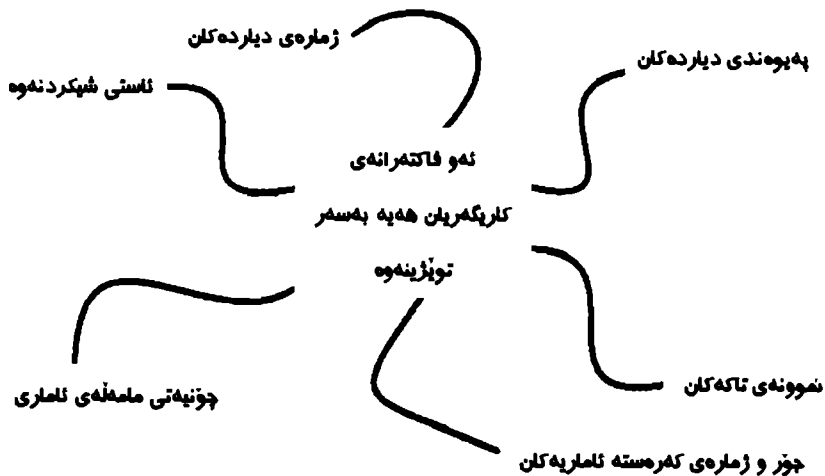 ژمارەی دیاردەکان
پەیوەندی دیاردەکان
ئاستی شیکردنەوە
ئەو فاکتەرانەی
کاریگەریان هەیە بەسەر
توێژینەوە
نموونەی تاکەکان
چۆنیەتی مامەڵەی ئاماری
جۆر و ژمارەی کەرەستە ئاماریەکان